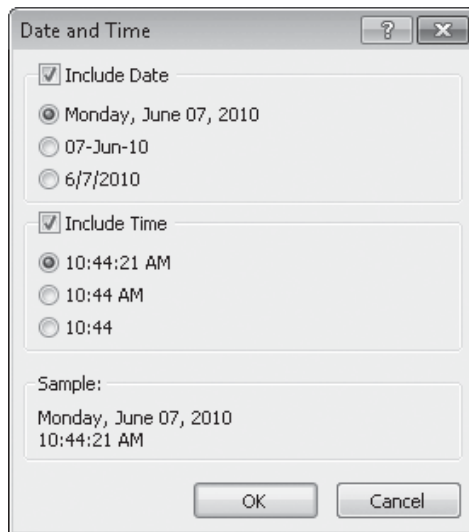 Date and Time
Include Date
Monday, June 07, 2010
07-Jun-10
6/7/2010
Include Time
10:44:21 AM
10:44 AM
10:44
Sample:
Monday, June 07, 2010
10:44:21 AM
OK
Cancel